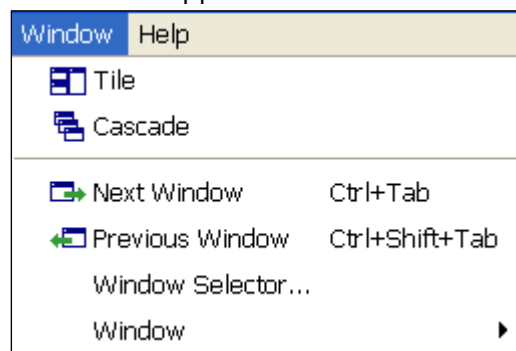 Window Help
Tile
Cascade
Next Window Ctrl+Tab
Previous Window Ctrl+Shift+Tab
Window Selector...
Window